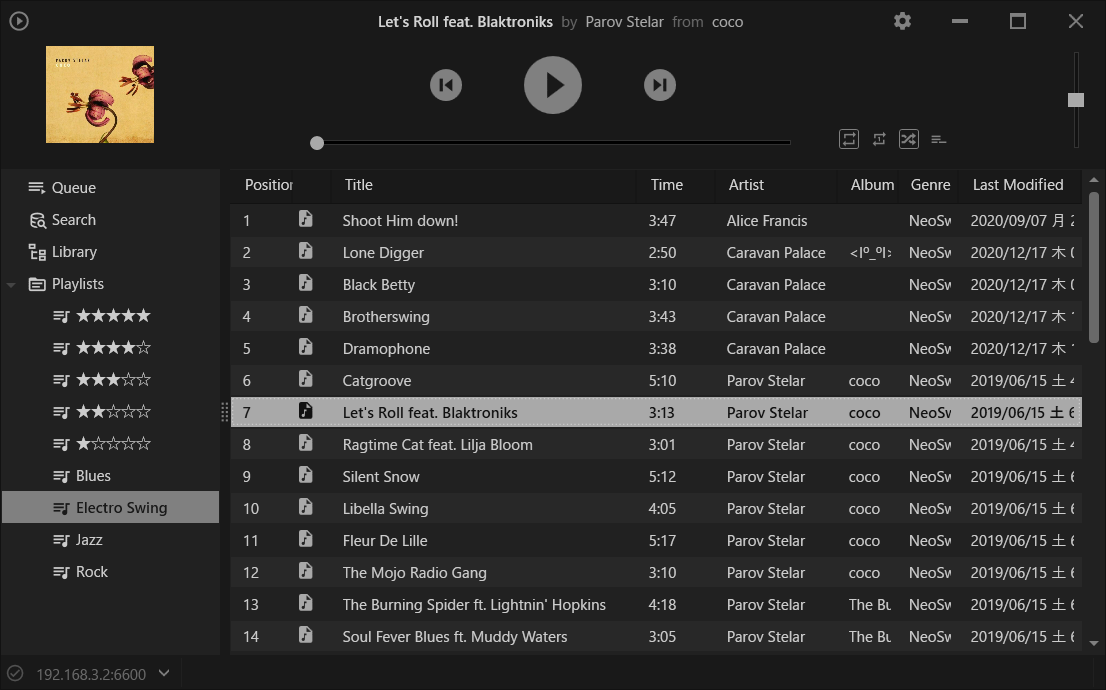 Let's Roll feat. Blaktroniks by Parov Stelar from coco
Queue
Search
Library
Playlists
★★★★★
★★★★☆
★★★☆☆
★★☆☆☆
★☆☆☆☆
Blues
Electro Swing
Jazz
Rock
Position Title Time Artist Album Genre Last Modified
1 Shoot Him down! 3:47 Alice Francis NeoSw 2020/09/07 月 2
2 Lone Digger 2:50 Caravan Palace <|°_°|> NeoSw 2020/12/17 木 0
3 Black Betty 3:10 Caravan Palace NeoSw 2020/12/17 木 0
4 Brotherswing 3:43 Caravan Palace NeoSw 2020/12/17 木 1
5 Dramophone 3:38 Caravan Palace NeoSw 2020/12/17 木 1
6 Catgroove 5:10 Parov Stelar coco NeoSw 2019/06/15 土 4
7 Let's Roll feat. Blaktroniks 3:13 Parov Stelar coco NeoSw 2019/06/15 土 6
8 Ragtime Cat feat. Lilja Bloom 3:01 Parov Stelar coco NeoSw 2019/06/15 土 4
9 Silent Snow 5:12 Parov Stelar coco NeoSw 2019/06/15 土 6
10 Libella Swing 4:05 Parov Stelar coco NeoSw 2019/06/15 土 6
11 Fleur De Lille 5:17 Parov Stelar coco NeoSw 2019/06/15 土 6
12 The Mojo Radio Gang 3:10 Parov Stelar coco NeoSw 2019/06/15 土 6
13 The Burning Spider ft. Lightnin' Hopkins 4:18 Parov Stelar The Bu NeoSw 2019/06/15 土 6
14 Soul Fever Blues ft. Muddy Waters 3:05 Parov Stelar The Bu NeoSw 2019/06/15 土 6
192.168.3.2:6600